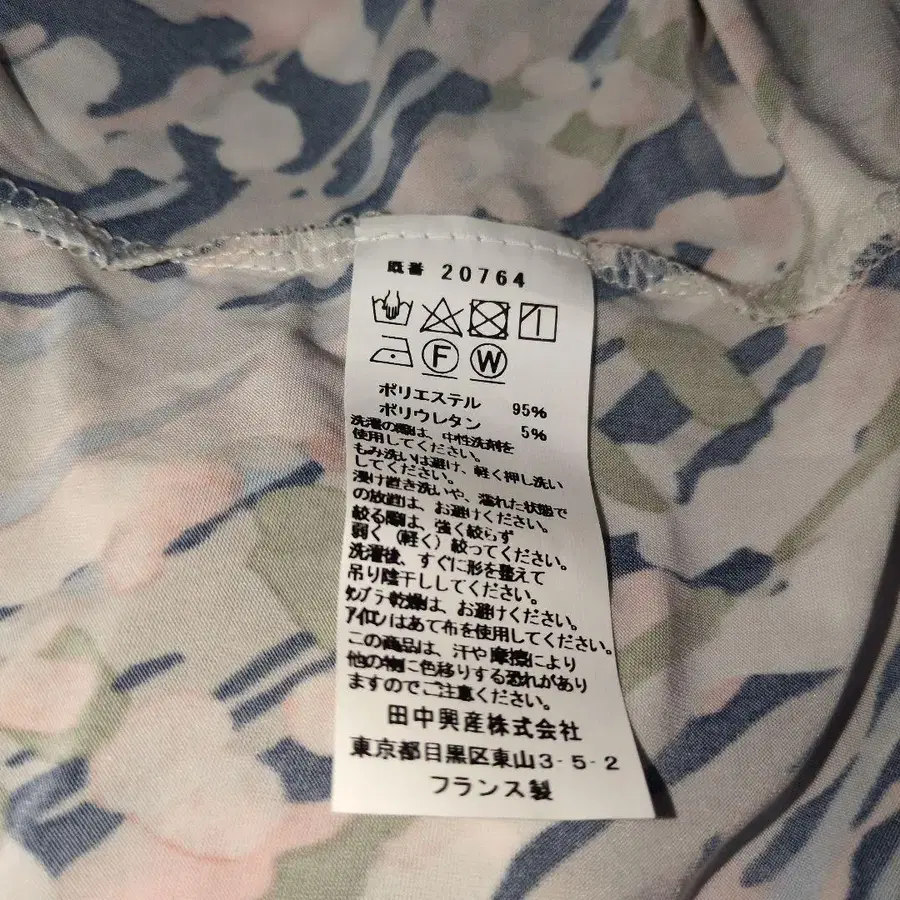 既番 20764
F W
ポリエステル 95%
ポリウレタン 5%
洗濯の際は、中性洗剤を
使用してください。
もみ洗いは避け、軽く押し洗い
してください。
浸け置き洗いや、濡れた状態で
の放置は、お避けください。
絞る際は、強く絞らず
弱く（軽く）絞ってください。
洗濯後、すぐに形を整えて
吊り陰干ししてください。
タンブラー乾燥は、お避けください。
アイロンはあて布を使用してください。
この商品は、汗や摩擦により
他の物に色移りする恐れがあり
ますのでご注意ください。
田中興産株式会社
東京都目黒区東山3-5-2
フランス製